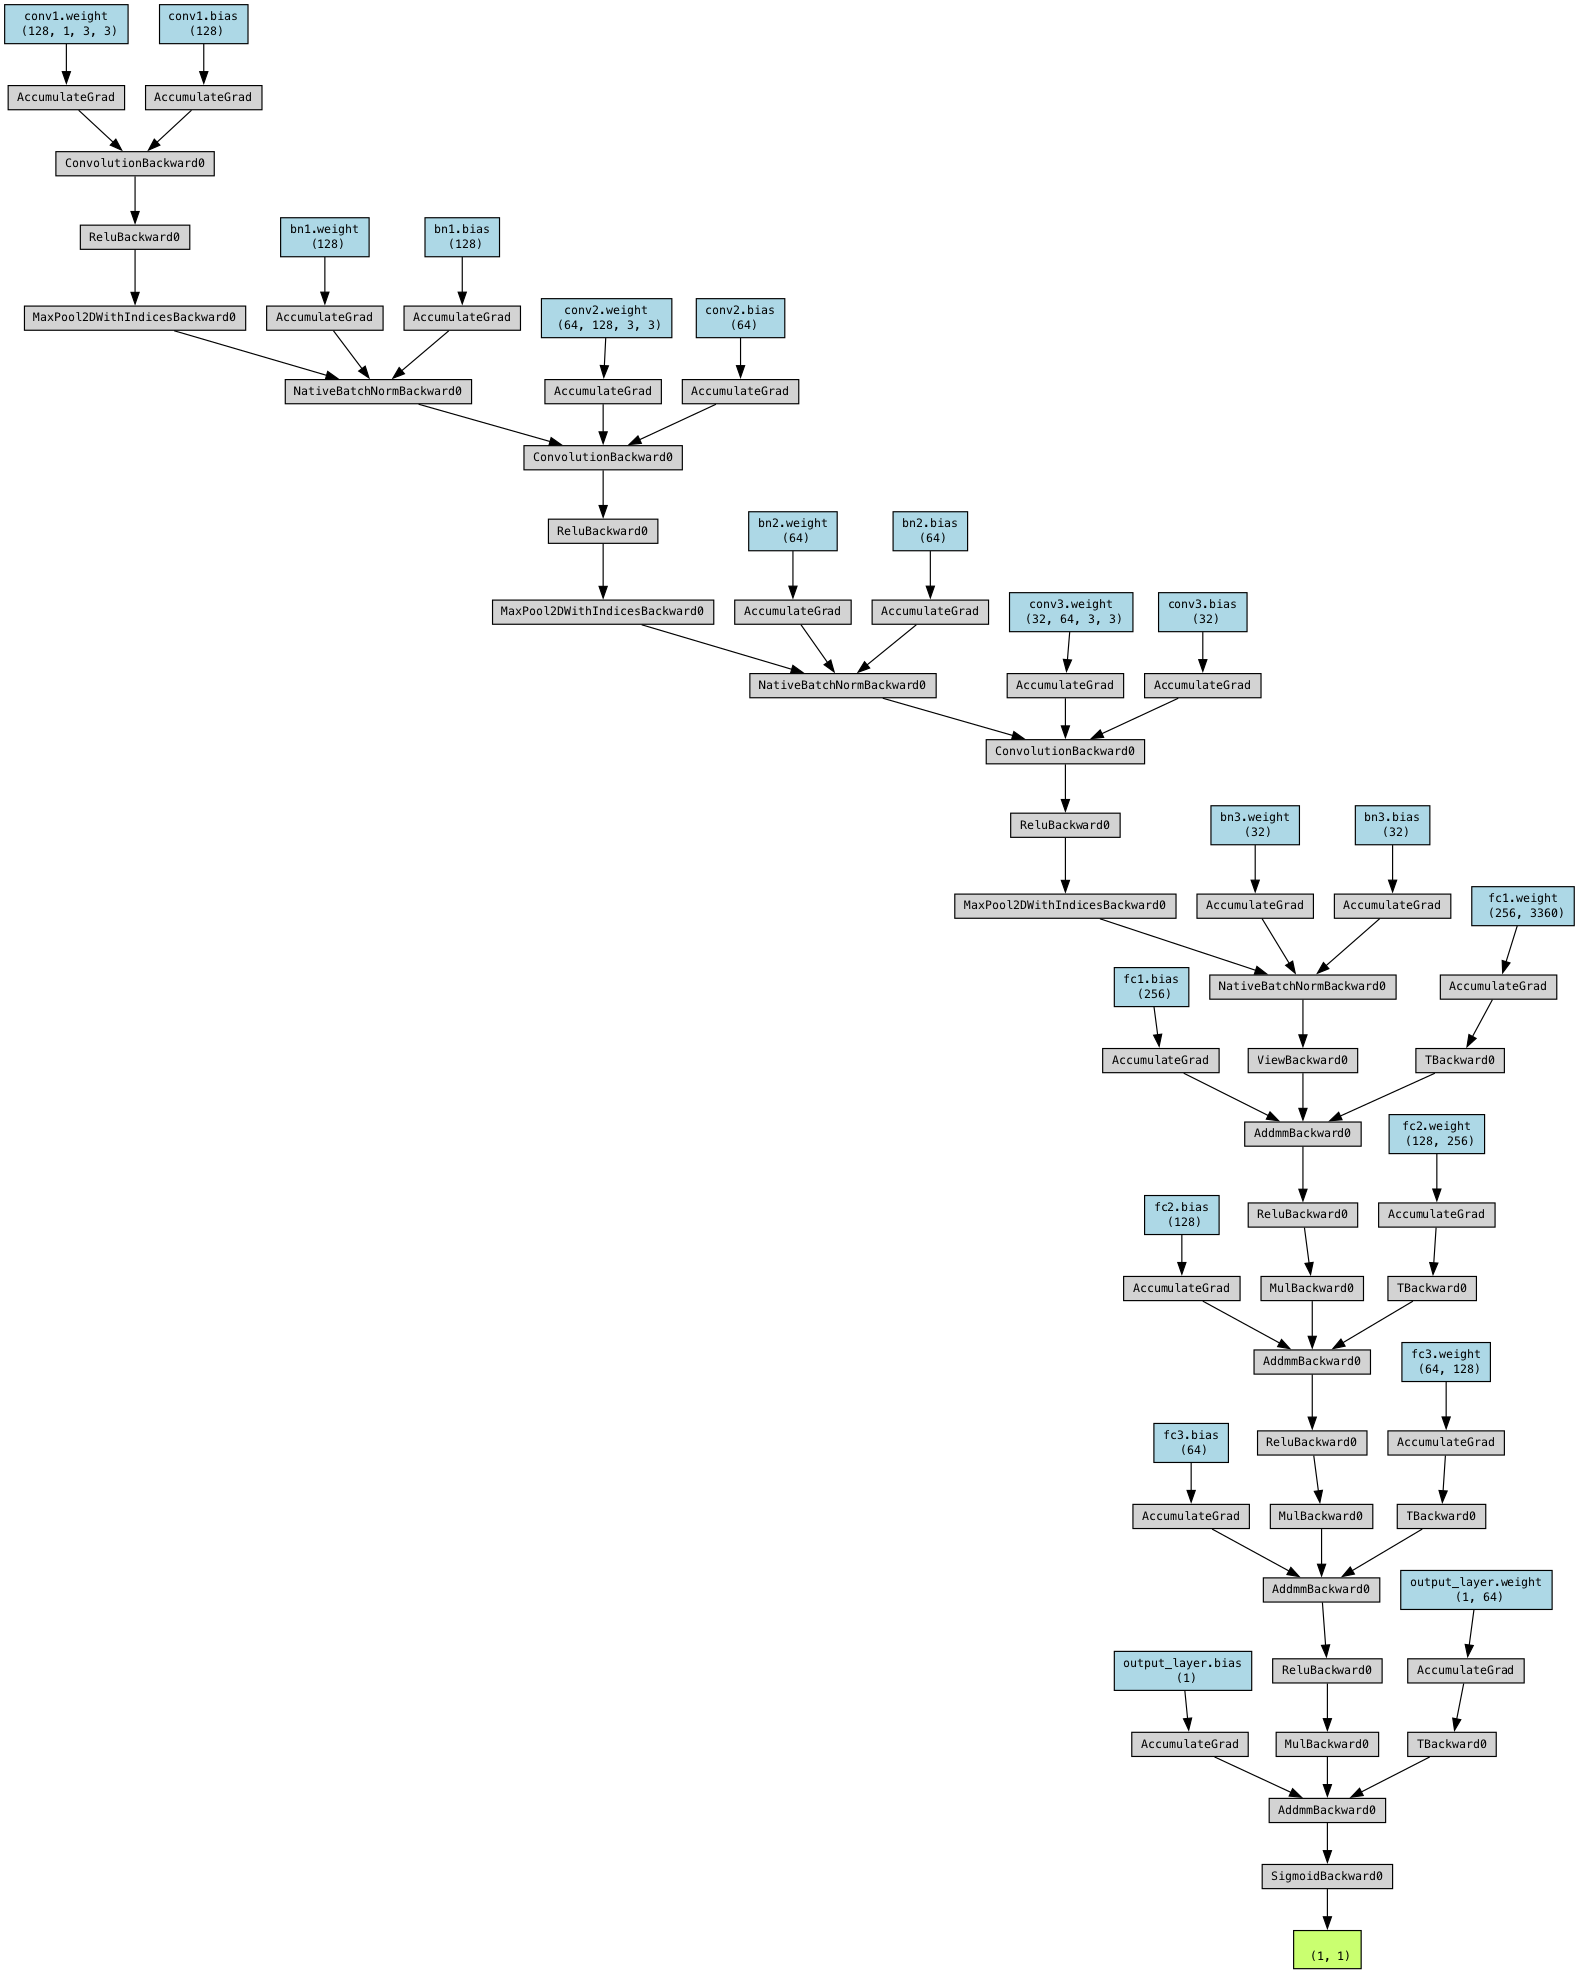 conv1.weight
(128, 1, 3, 3)
conv1.bias
(128)
AccumulateGrad
AccumulateGrad
ConvolutionBackward0
ReluBackward0
bn1.weight
(128)
bn1.bias
(128)
MaxPool2DWithIndicesBackward0
AccumulateGrad
AccumulateGrad
conv2.weight
(64, 128, 3, 3)
conv2.bias
(64)
NativeBatchNormBackward0
AccumulateGrad
AccumulateGrad
ConvolutionBackward0
ReluBackward0
bn2.weight
(64)
bn2.bias
(64)
MaxPool2DWithIndicesBackward0
AccumulateGrad
AccumulateGrad
conv3.weight
(32, 64, 3, 3)
conv3.bias
(32)
NativeBatchNormBackward0
AccumulateGrad
AccumulateGrad
ConvolutionBackward0
ReluBackward0
bn3.weight
(32)
bn3.bias
(32)
MaxPool2DWithIndicesBackward0
AccumulateGrad
AccumulateGrad
fc1.weight
(256, 3360)
fc1.bias
(256)
NativeBatchNormBackward0
AccumulateGrad
AccumulateGrad
ViewBackward0
TBackward0
AddmmBackward0
fc2.weight
(128, 256)
fc2.bias
(128)
ReluBackward0
AccumulateGrad
AccumulateGrad
MulBackward0
TBackward0
AddmmBackward0
fc3.weight
(64, 128)
fc3.bias
(64)
ReluBackward0
AccumulateGrad
AccumulateGrad
MulBackward0
TBackward0
AddmmBackward0
output_layer.weight
(1, 64)
output_layer.bias
(1)
ReluBackward0
AccumulateGrad
AccumulateGrad
MulBackward0
TBackward0
AddmmBackward0
SigmoidBackward0
(1, 1)